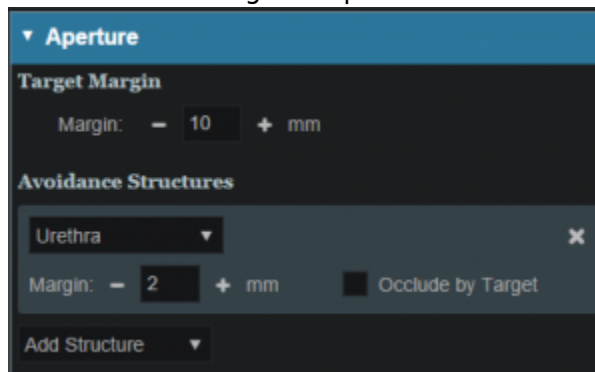 Aperture
Target Margin
Margin: − 10 + mm
Avoidance Structures
Urethra
Margin: − 2 + mm Occlude by Target
Add Structure